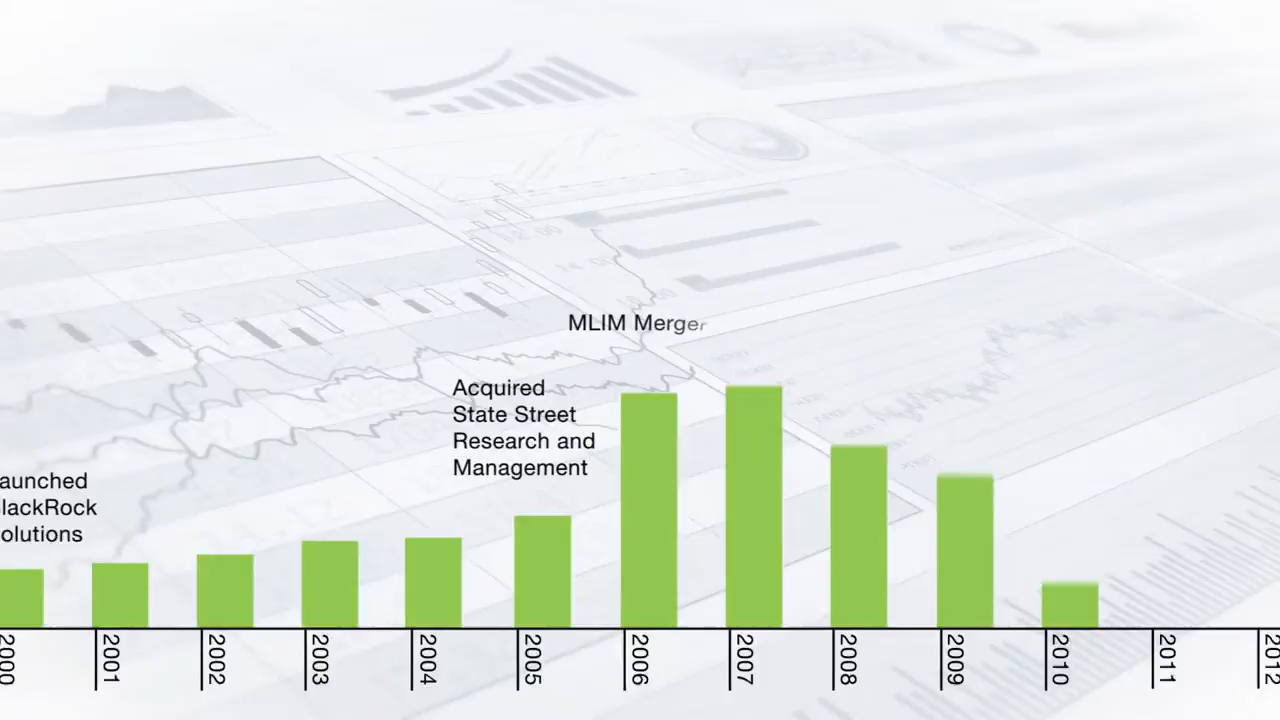 MLIM Merger
Acquired
State Street
Research and
Management
aunched
lackRock
olutions
2000
2001
2002
2003
2004
2005
2006
2007
2008
2009
2010
2011
2012